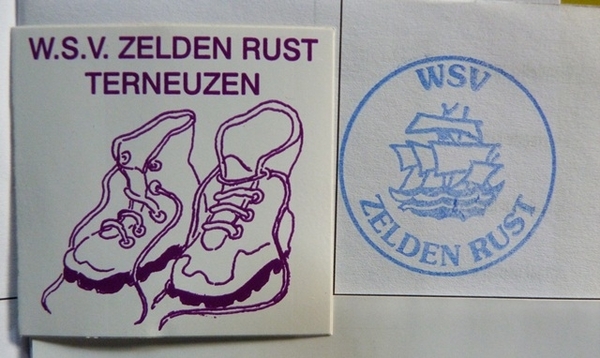 W.S.V. ZELDEN RUST
TERNEUZEN
WSV
ZELDEN RUST